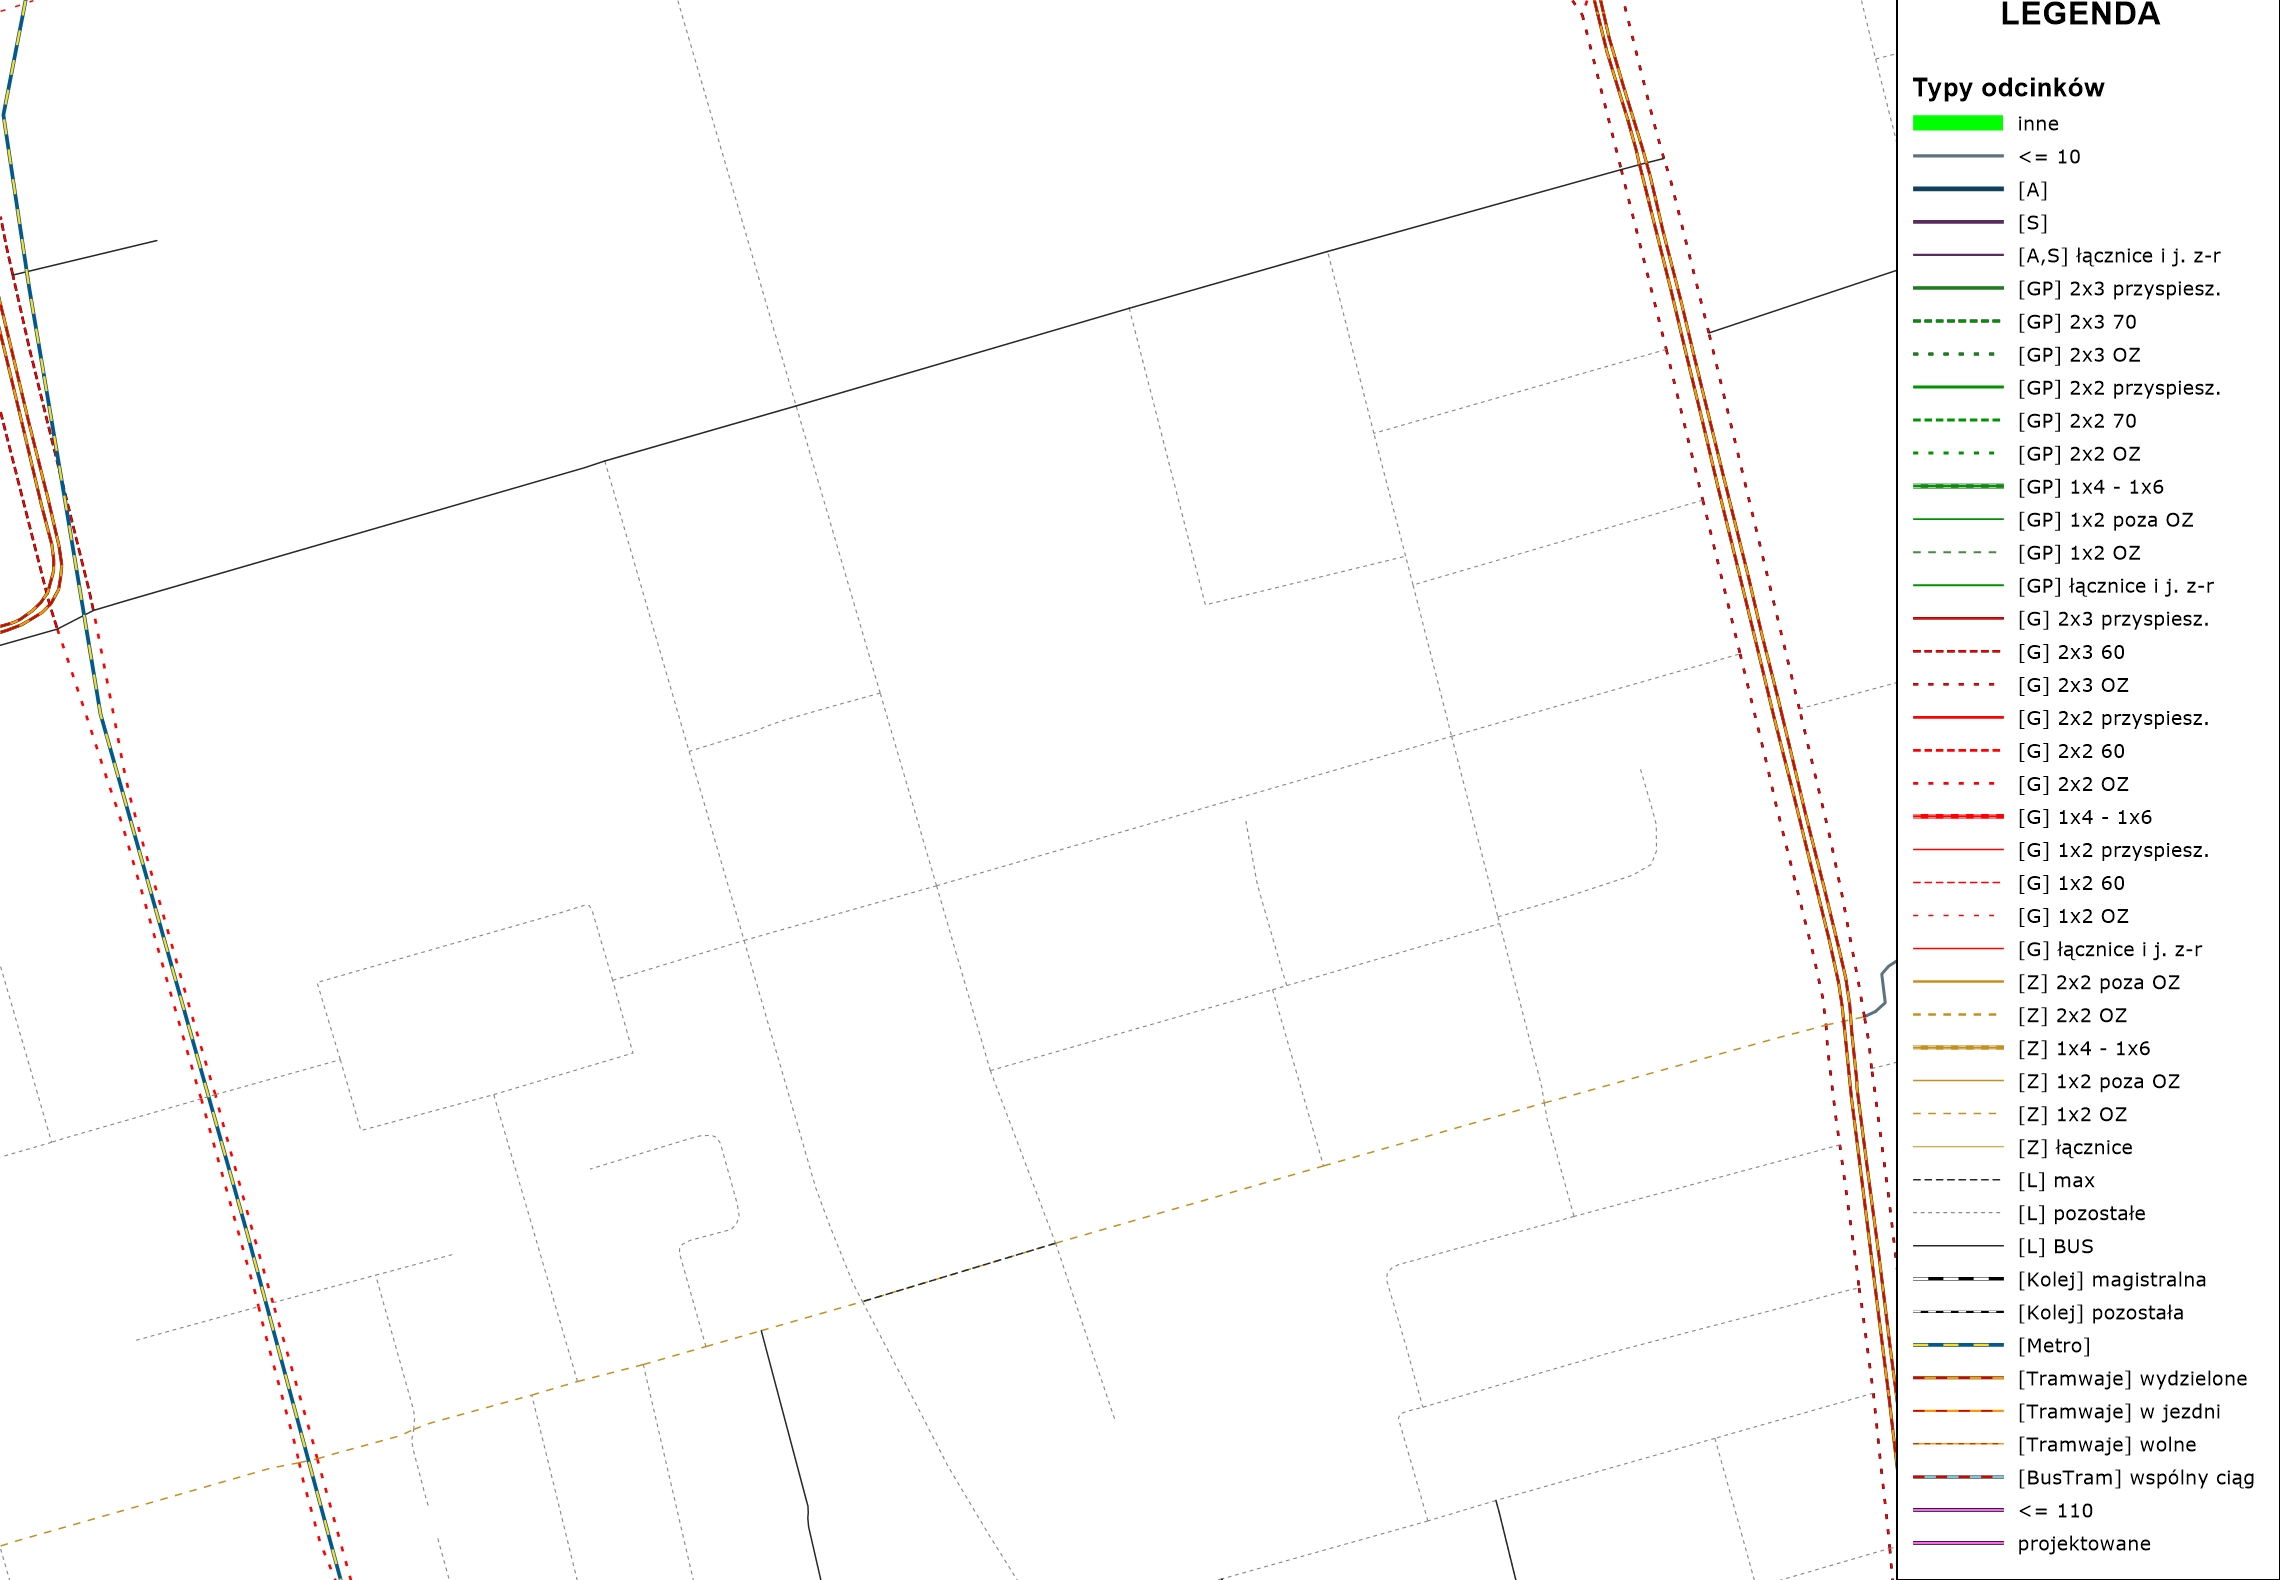 LEGENDA
Typy odcinków
inne
<= 10
[A]
[S]
[A,S] łącznice i j. z-r
[GP] 2x3 przyspiesz.
[GP] 2x3 70
[GP] 2x3 OZ
[GP] 2x2 przyspiesz.
[GP] 2x2 70
[GP] 2x2 OZ
[GP] 1x4 - 1x6
[GP] 1x2 poza OZ
[GP] 1x2 OZ
[GP] łącznice i j. z-r
[G] 2x3 przyspiesz.
[G] 2x3 60
[G] 2x3 OZ
[G] 2x2 przyspiesz.
[G] 2x2 60
[G] 2x2 OZ
[G] 1x4 - 1x6
[G] 1x2 przyspiesz.
[G] 1x2 60
[G] 1x2 OZ
[G] łącznice i j. z-r
[Z] 2x2 poza OZ
[Z] 2x2 OZ
[Z] 1x4 - 1x6
[Z] 1x2 poza OZ
[Z] 1x2 OZ
[Z] łącznice
[L] max
[L] pozostałe
[L] BUS
[Kolej] magistralna
[Kolej] pozostała
[Metro]
[Tramwaje] wydzielone
[Tramwaje] w jezdni
[Tramwaje] wolne
[BusTram] wspólny ciąg
<= 110
projektowane